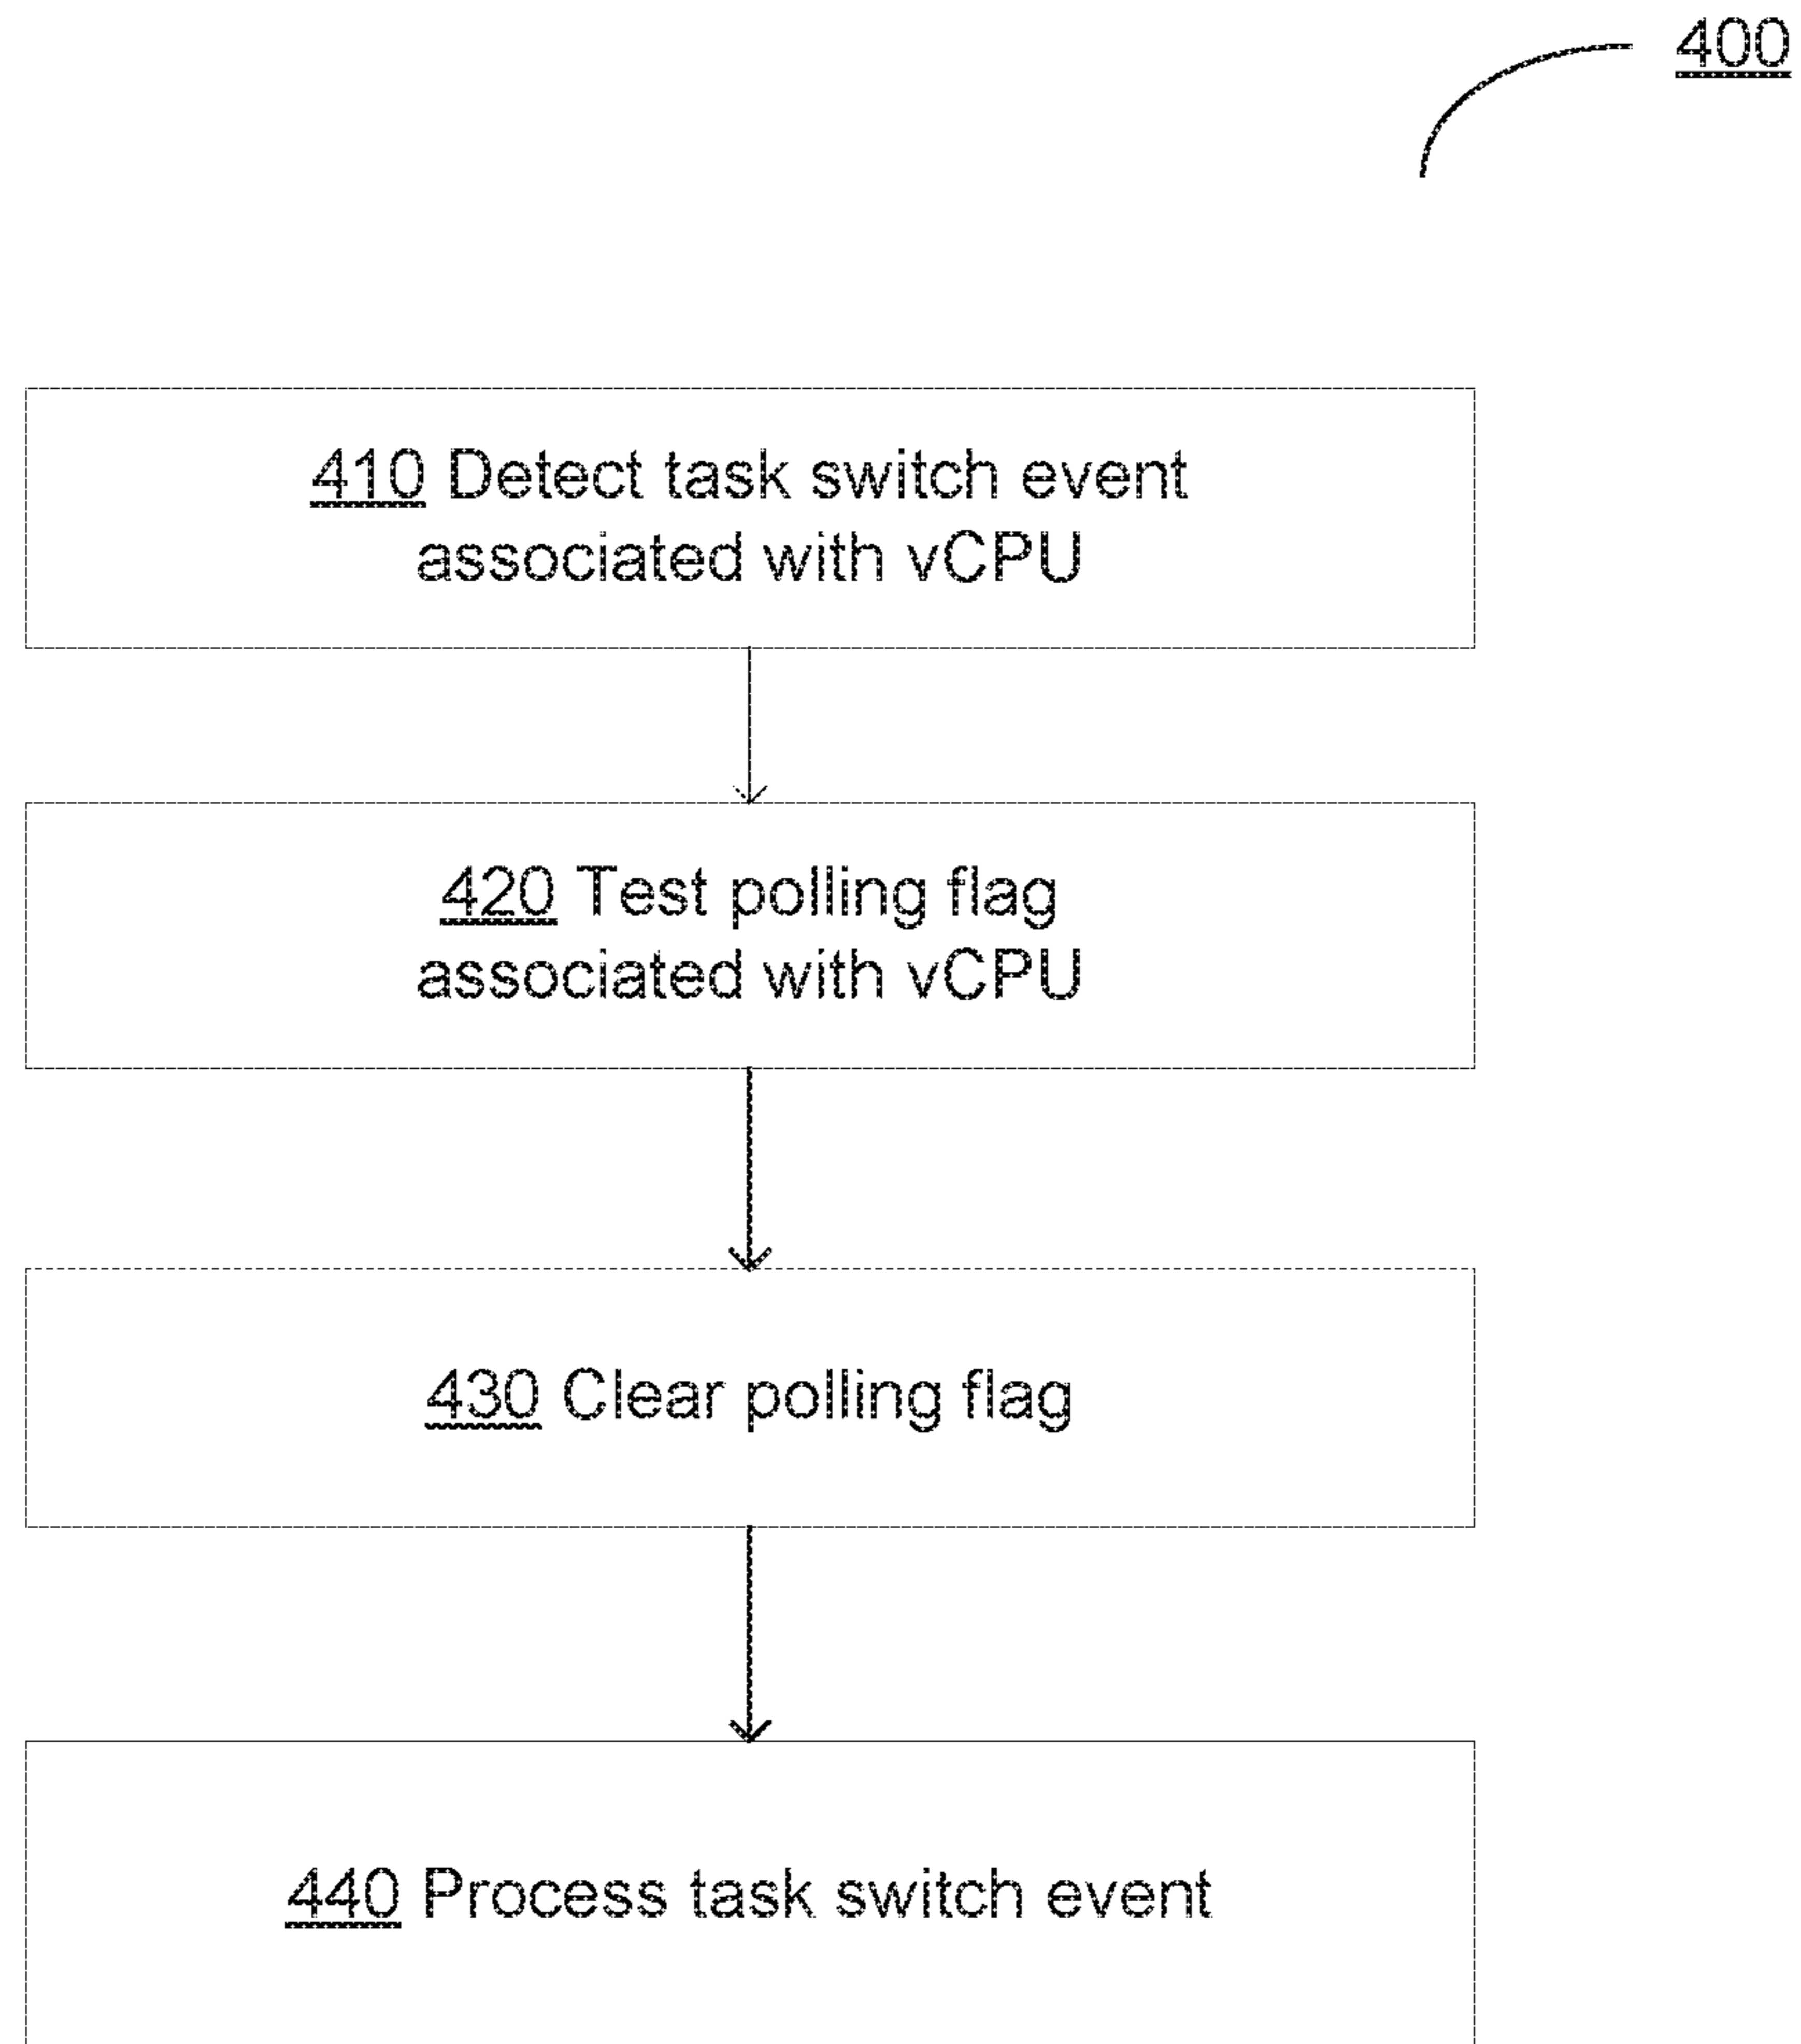 400
410 Detect task switch event
associated with vCPU
420 Test polling flag
associated with vCPU
430 Clear polling flag
440 Process task switch event